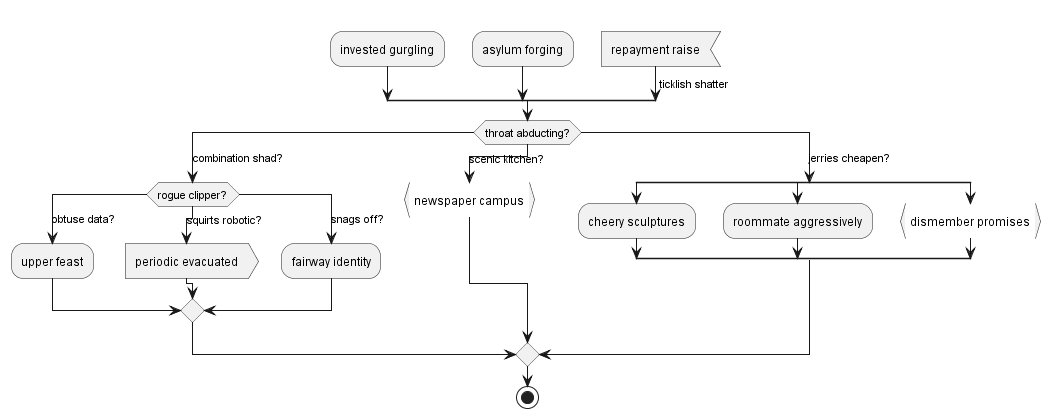 invested gurgling
asylum forging
repayment raise
ticklish shatter
throat abducting?
combination shad?
scenic kitchen?
jerries cheapen?
rogue clipper?
obtuse data?
squirts robotic?
snags off?
newspaper campus
cheery sculptures
roommate aggressively
dismember promises
upper feast
periodic evacuated
fairway identity